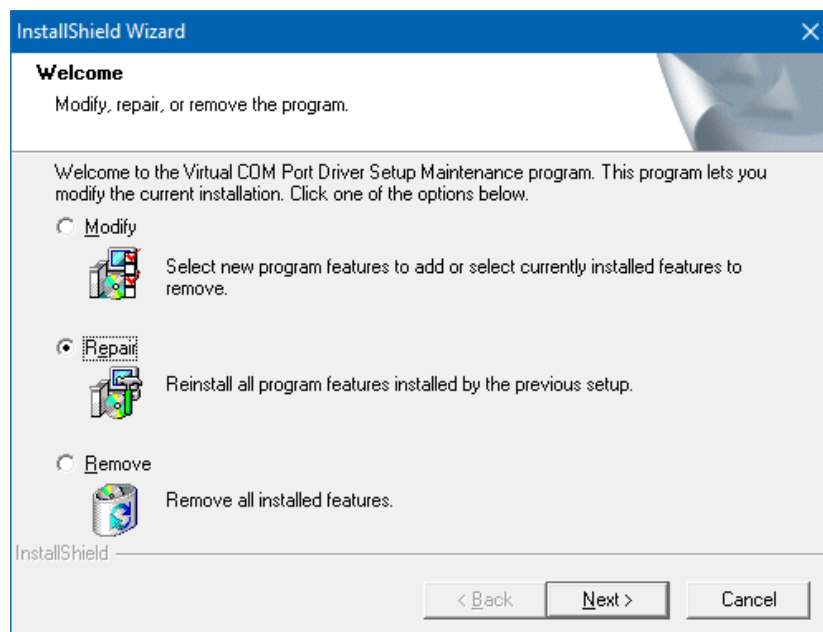 InstallShield Wizard
Welcome
Modify, repair, or remove the program.
Welcome to the Virtual COM Port Driver Setup Maintenance program. This program lets you
modify the current installation. Click one of the options below.
Modify
Select new program features to add or select currently installed features to
remove.
Repair
Reinstall all program features installed by the previous setup.
Remove
Remove all installed features.
InstallShield
< Back Next > Cancel